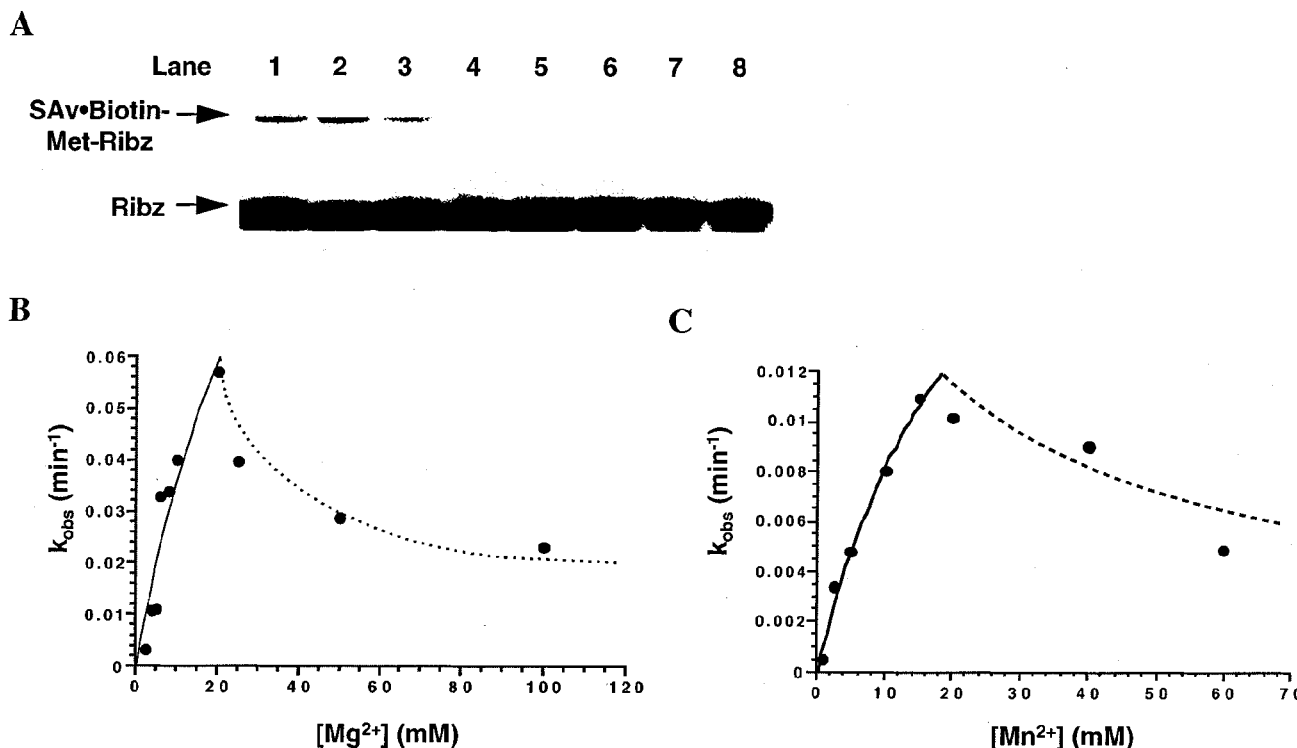 A
Lane 1 2 3 4 5 6 7 8
SAv•Biotin-
Met-Ribz
Ribz
B
0.06
0.05
0.04
0.03
0.02
0.01
0
kobs (min-1)
0 20 40 60 80 100 120
[Mg2+] (mM)
C
0.012
0.01
0.008
0.006
0.004
0.002
0
kobs (min-1)
0 10 20 30 40 50 60 70
[Mn2+] (mM)